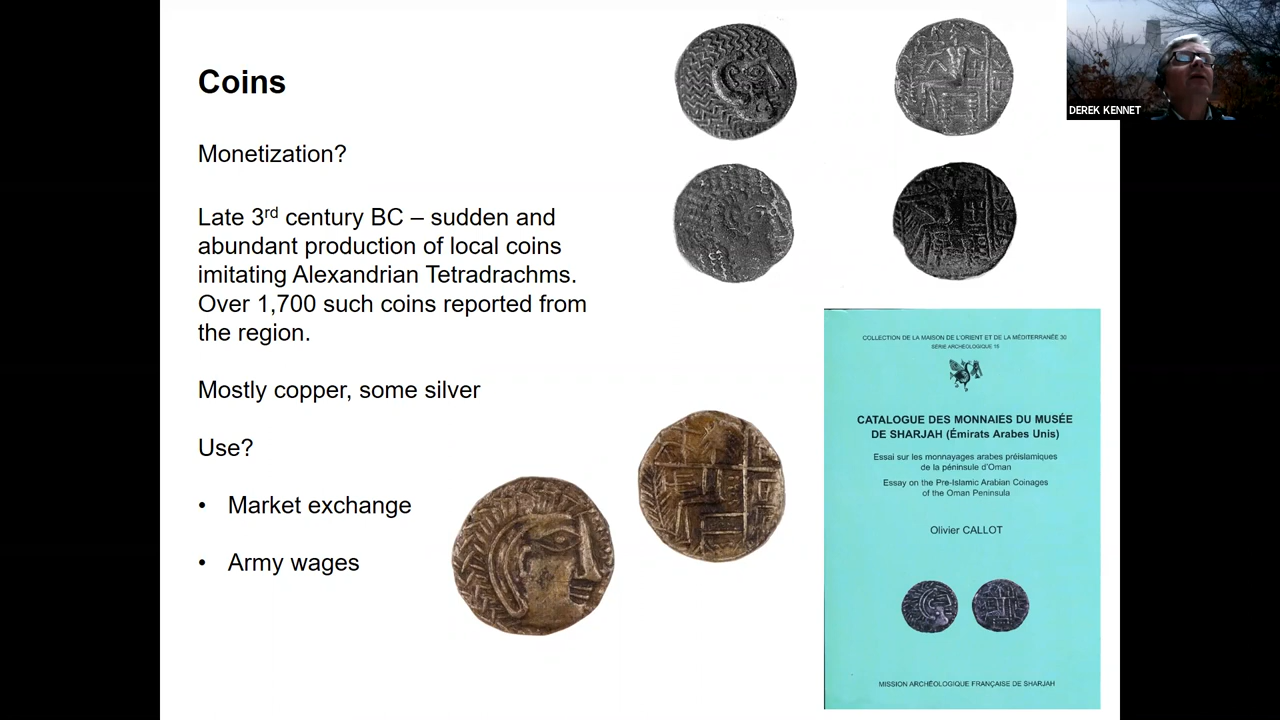 Coins
Monetization?
Late 3rd century BC – sudden and
abundant production of local coins
imitating Alexandrian Tetradrachms.
Over 1,700 such coins reported from
the region.
Mostly copper, some silver
Use?
• Market exchange
• Army wages
DEREK KENNET
COLLECTION DE LA MAISON DE L'ORIENT ET DE LA MÉDITERRANÉE 30
SÉRIE ARCHÉOLOGIQUE 15
CATALOGUE DES MONNAIES DU MUSÉE
DE SHARJAH (Émirats Arabes Unis)
Essai sur les monnayages arabes préislamiques
de la péninsule d'Oman
Essay on the Pre-Islamic Arabian Coinages
of the Oman Peninsula
Olivier CALLOT
MISSION ARCHÉOLOGIQUE FRANÇAISE DE SHARJAH